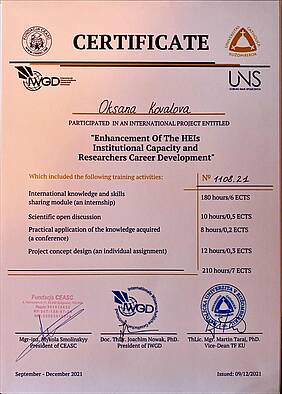 CERTIFICATE
IWGD
UNS
Oksana Kovalova
PARTICIPATED IN AN INTERNATIONAL PROJECT ENTITLED
"Enhancement Of The HEIs
Institutional Capacity and
Researchers Career Development"
Which included the following training activities:
№ 1108.21
International knowledge and skills
sharing module (an internship)
180 hours/6 ECTS
Scientific open discussion
10 hours/0,5 ECTS
Practical application of the knowledge acquired
(a conference)
8 hours/0,2 ECTS
Project concept design (an individual assignment)
12 hours/0,3 ECTS
210 hours/7 ECTS
Fundacja CEASC
IWGD
Mgr-inż. Mykola Smolinskyy
President of CEASC
Doc. ThDr. Joachim Nowak, PhD.
President of IWGD
ThLic. Mgr. Martin Taraj, PhD.
Vice-Dean TF KU
September - December 2021
Issued: 09/12/2021